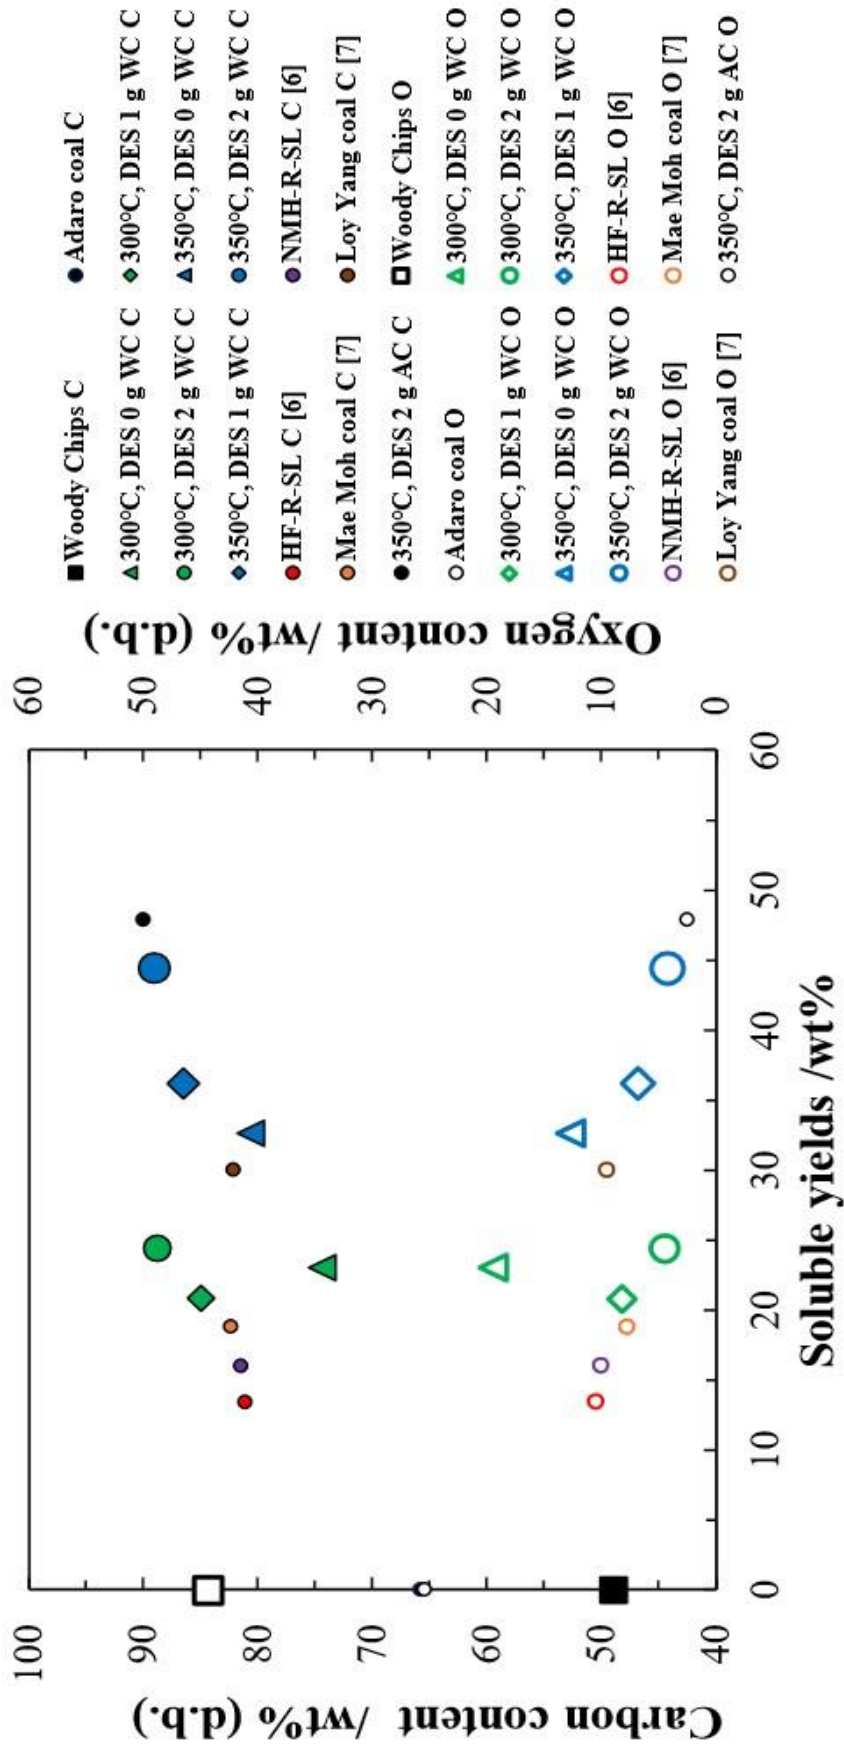 Carbon content /wt% (d.b.)
100
90
80
70
60
50
40
0
10
20
30
40
50
60
Soluble yields /wt%
60
50
40
30
20
10
0
Oxygen content /wt% (d.b.)
Woody Chips C
Adaro coal C
300℃, DES 0 g WC C
300℃, DES 1 g WC C
300℃, DES 2 g WC C
350℃, DES 0 g WC C
350℃, DES 1 g WC C
350℃, DES 2 g WC C
HF-R-SL C [6]
NMH-R-SL C [6]
Mae Moh coal C [7]
Loy Yang coal C [7]
350℃, DES 2 g AC C
Woody Chips O
Adaro coal O
300℃, DES 0 g WC O
300℃, DES 1 g WC O
300℃, DES 2 g WC O
350℃, DES 0 g WC O
350℃, DES 1 g WC O
350℃, DES 2 g WC O
HF-R-SL O [6]
NMH-R-SL O [6]
Mae Moh coal O [7]
Loy Yang coal O [7]
350℃, DES 2 g AC O